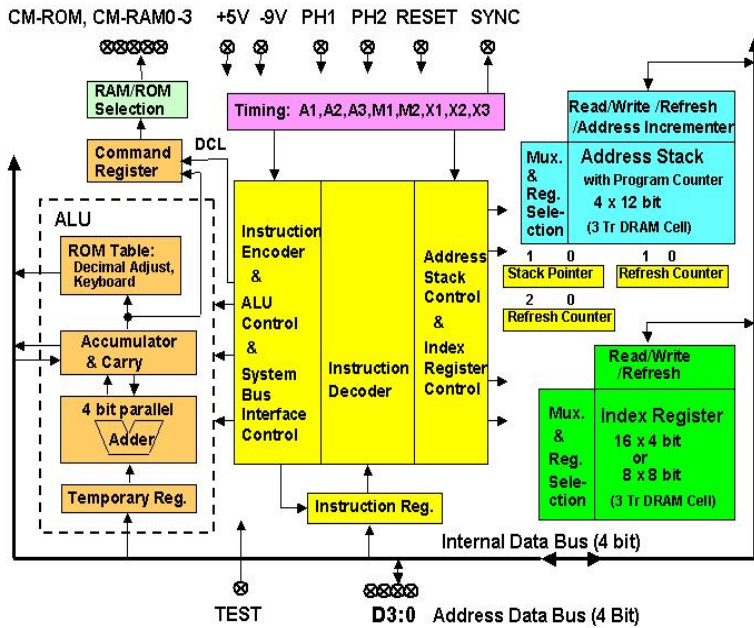 CM-ROM, CM-RAM0-3 +5V -9V PH1 PH2 RESET SYNC
RAM/ROM
Selection
Timing: A1,A2,A3,M1,M2,X1,X2,X3
Command
Register
DCL
ALU
ROM Table:
Decimal Adjust,
Keyboard
Accumulator
& Carry
4 bit parallel
Adder
Temporary Reg.
Instruction
Encoder
&
ALU
Control
&
System
Bus
Interface
Control
Instruction
Decoder
Address
Stack
Control
&
Index
Register
Control
Instruction Reg.
Read/Write /Refresh
/Address Incrementer
Mux.
&
Reg.
Sele-
ction
Address Stack
with Program Counter
4 x 12 bit
(3 Tr DRAM Cell)
1 0
Stack Pointer
1 0
Refresh Counter
2 0
Refresh Counter
Read/Write
/Refresh
Mux.
&
Reg.
Sele-
ction
Index Register
16 x 4 bit
or
8 x 8 bit
(3 Tr DRAM Cell)
Internal Data Bus (4 bit)
TEST
D3:0 Address Data Bus (4 Bit)